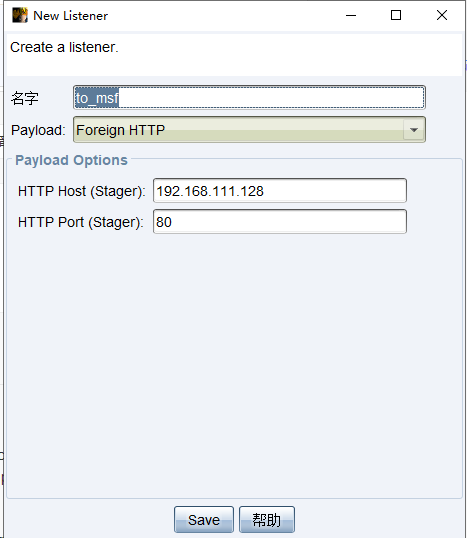 New Listener
Create a listener.
名字 to_msf
Payload: Foreign HTTP
Payload Options
HTTP Host (Stager): 192.168.111.128
HTTP Port (Stager): 80
Save 帮助